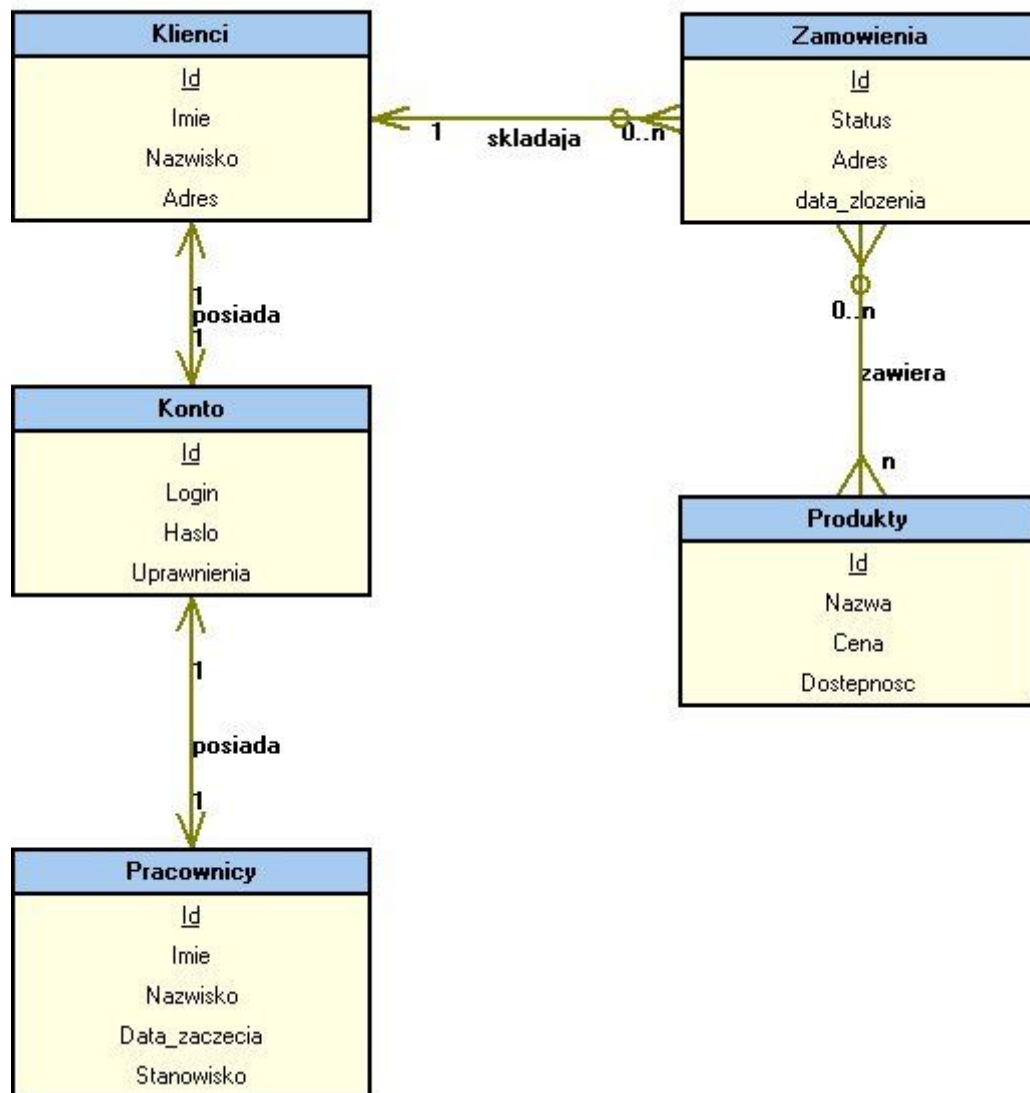 Klienci
Id
Imie
Nazwisko
Adres
Zamowienia
Id
Status
Adres
data_zlozenia
1
skladaja
0..n
1
posiada
1
0..n
zawiera
n
Konto
Id
Login
Haslo
Uprawnienia
Produkty
Id
Nazwa
Cena
Dostepnosc
1
posiada
1
Pracownicy
Id
Imie
Nazwisko
Data_zaczecia
Stanowisko